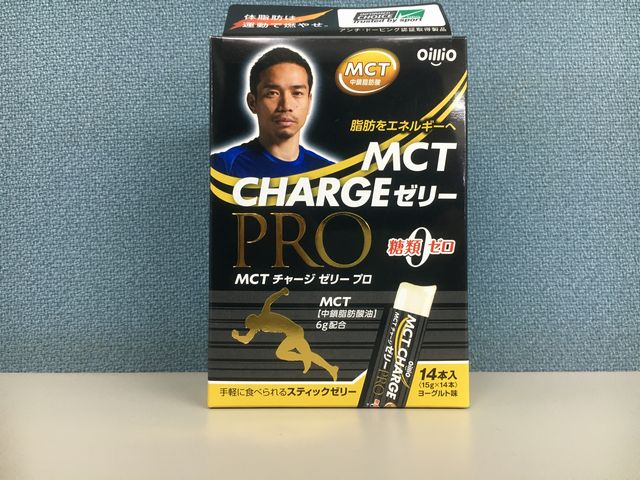 体脂肪は
運動で燃やせ。
CHOICE
Trusted by sport
アンチ・ドーピング認証取得製品
OilliO
MCT
中鎖脂肪酸
脂肪をエネルギーへ
MCT
CHARGEゼリー
PRO
糖類0ゼロ
MCT チャージ ゼリー プロ
MCT
【中鎖脂肪酸油】
6g配合
OilliO
MCT CHARGE
MCT チャージ ゼリー
PRO
14本入
(15g×14本)
ヨーグルト味
手軽に食べられるスティックゼリー